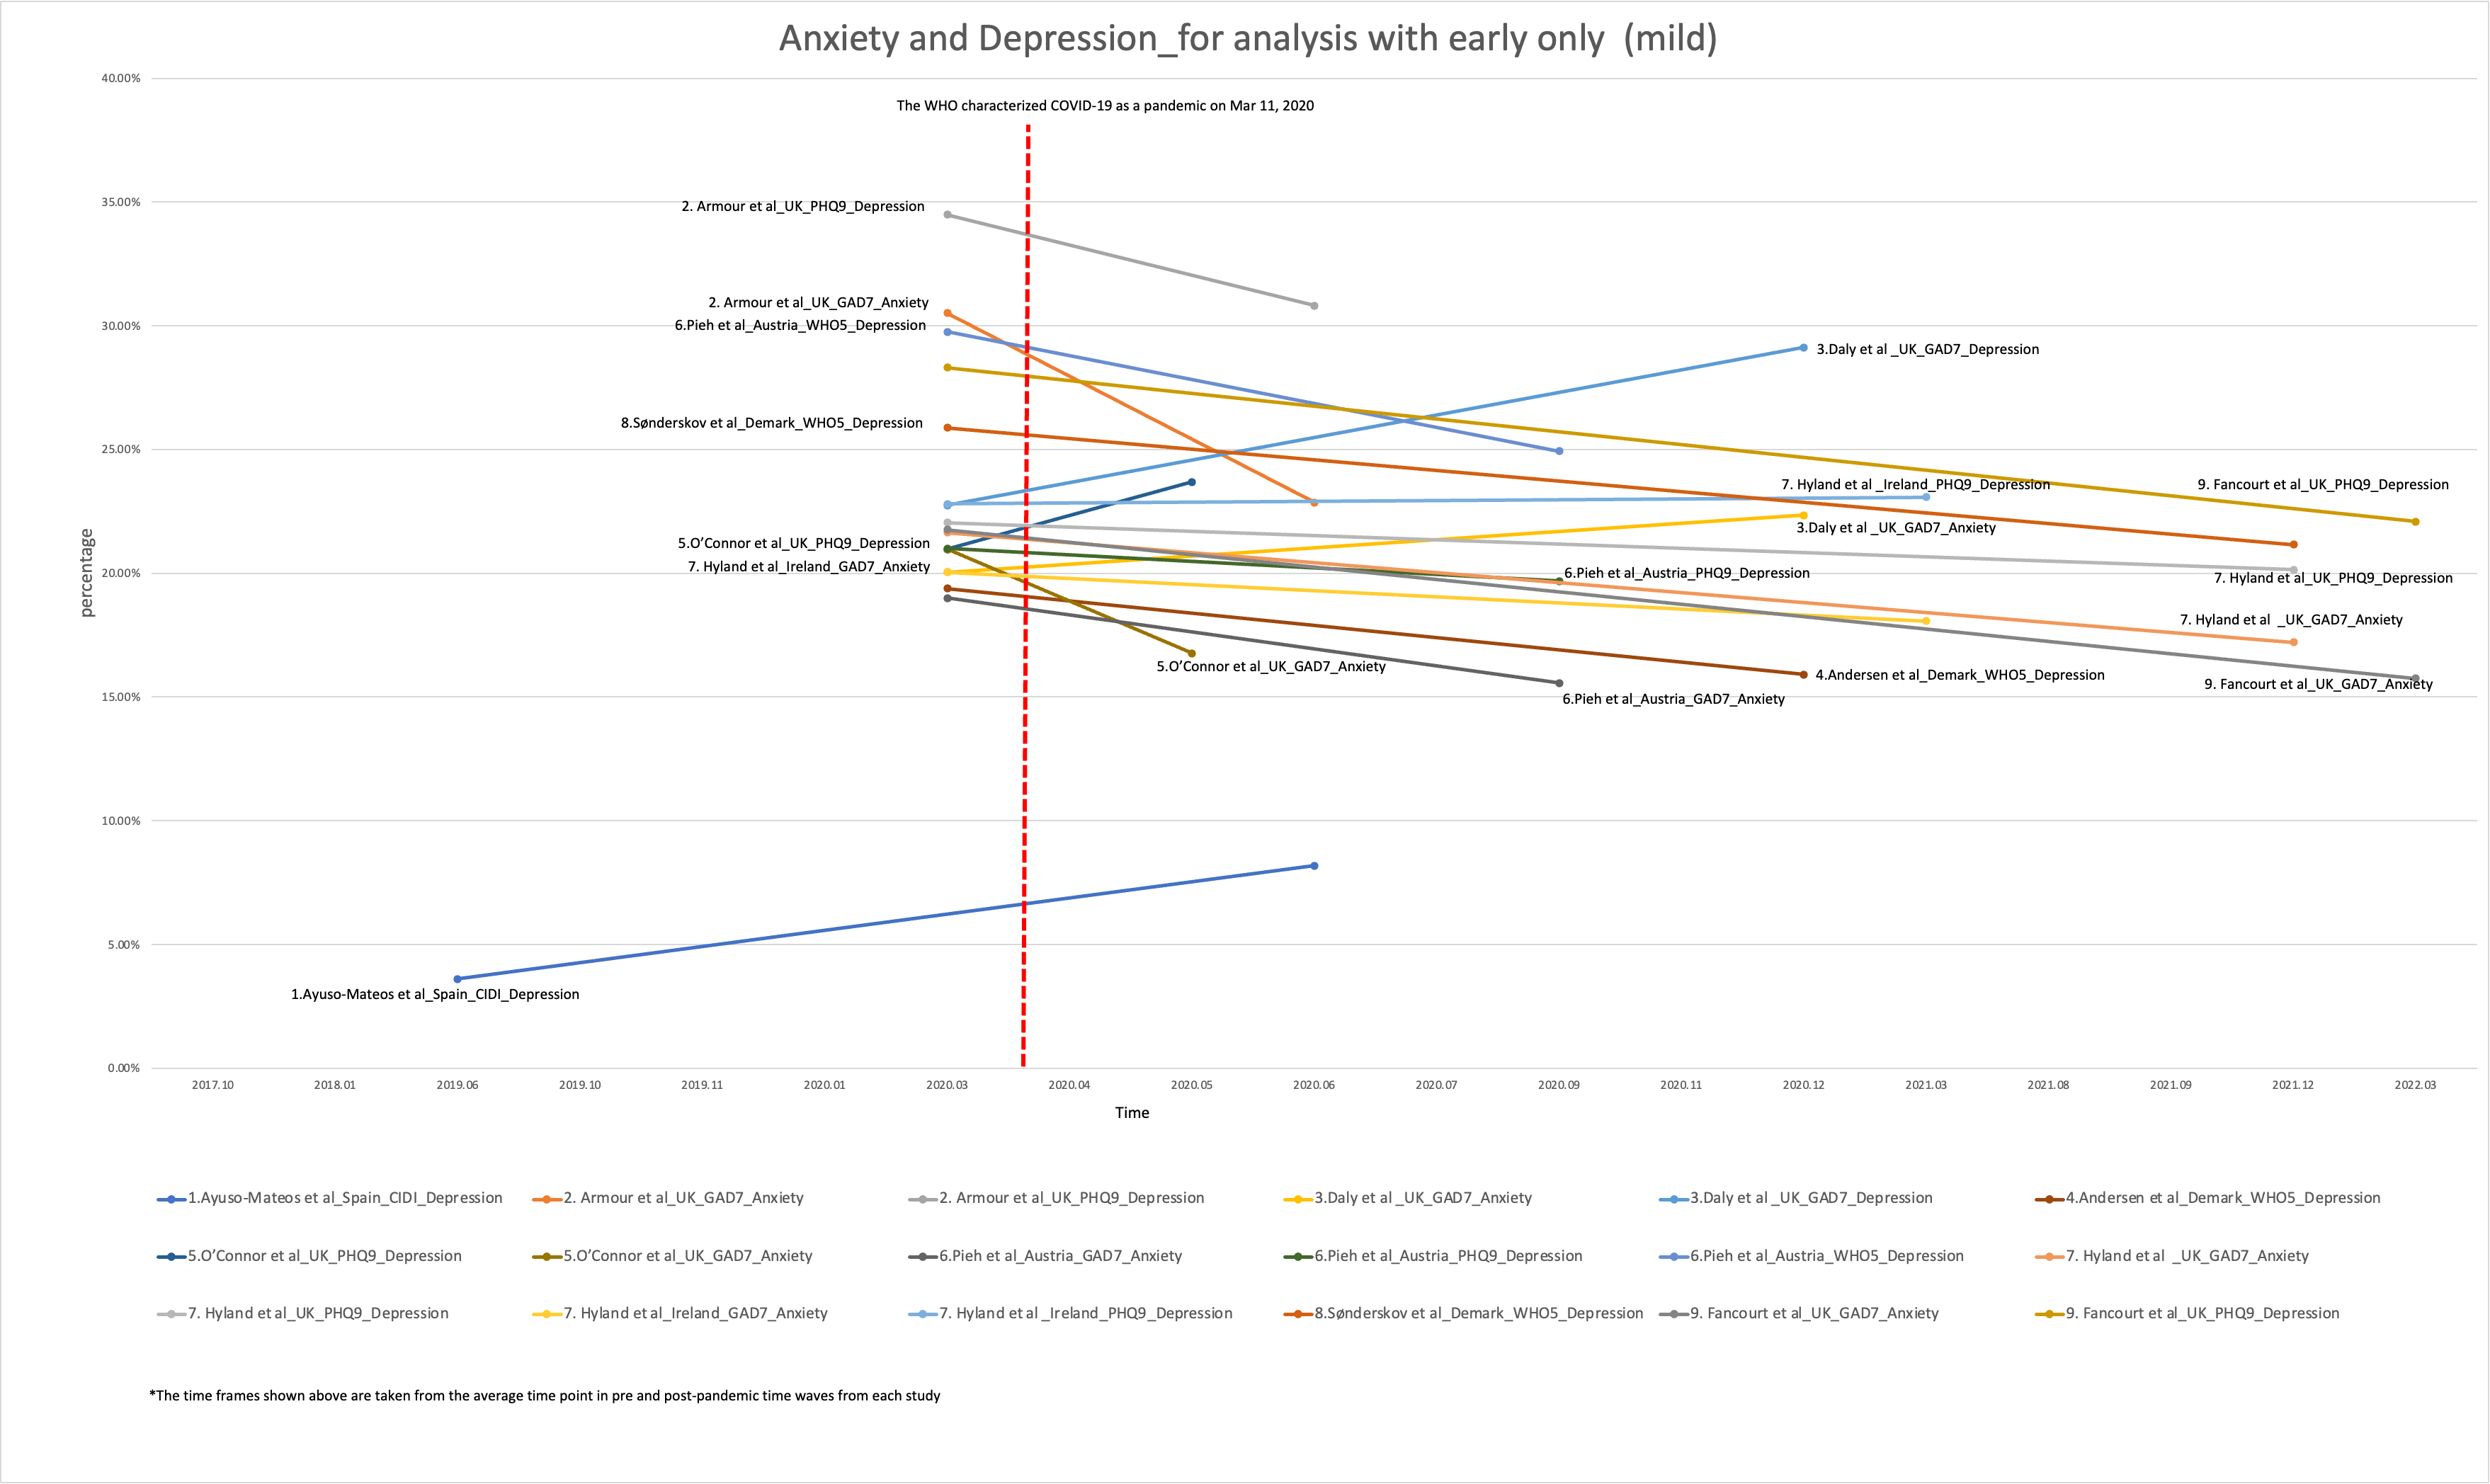 Anxiety and Depression_for analysis with early only (mild)
40.00%
The WHO characterized COVID-19 as a pandemic on Mar 11, 2020
35.00%
2. Armour et al_UK_PHQ9_Depression
2. Armour et al_UK_GAD7_Anxiety
30.00%
6.Pieh et al_Austria_WHO5_Depression
3.Daly et al _UK_GAD7_Depression
8.Sønderskov et al_Demark_WHO5_Depression
25.00%
7. Hyland et al _Ireland_PHQ9_Depression
9. Fancourt et al_UK_PHQ9_Depression
3.Daly et al _UK_GAD7_Anxiety
5.O’Connor et al_UK_PHQ9_Depression
7. Hyland et al_Ireland_GAD7_Anxiety
20.00%
6.Pieh et al_Austria_PHQ9_Depression
7. Hyland et al_UK_PHQ9_Depression
percentage
7. Hyland et al _UK_GAD7_Anxiety
5.O’Connor et al_UK_GAD7_Anxiety
4.Andersen et al_Demark_WHO5_Depression
9. Fancourt et al_UK_GAD7_Anxiety
15.00%
6.Pieh et al_Austria_GAD7_Anxiety
10.00%
5.00%
1.Ayuso-Mateos et al_Spain_CIDI_Depression
0.00%
2017.10 2018.01 2019.06 2019.10 2019.11 2020.01 2020.03 2020.04 2020.05 2020.06 2020.07 2020.09 2020.11 2020.12 2021.03 2021.08 2021.09 2021.12 2022.03
Time
1.Ayuso-Mateos et al_Spain_CIDI_Depression 2. Armour et al_UK_GAD7_Anxiety 2. Armour et al_UK_PHQ9_Depression 3.Daly et al _UK_GAD7_Anxiety 3.Daly et al _UK_GAD7_Depression 4.Andersen et al_Demark_WHO5_Depression
5.O’Connor et al_UK_PHQ9_Depression 5.O’Connor et al_UK_GAD7_Anxiety 6.Pieh et al_Austria_GAD7_Anxiety 6.Pieh et al_Austria_PHQ9_Depression 6.Pieh et al_Austria_WHO5_Depression 7. Hyland et al _UK_GAD7_Anxiety
7. Hyland et al_UK_PHQ9_Depression 7. Hyland et al_Ireland_GAD7_Anxiety 7. Hyland et al _Ireland_PHQ9_Depression 8.Sønderskov et al_Demark_WHO5_Depression 9. Fancourt et al_UK_GAD7_Anxiety 9. Fancourt et al_UK_PHQ9_Depression
*The time frames shown above are taken from the average time point in pre and post-pandemic time waves from each study